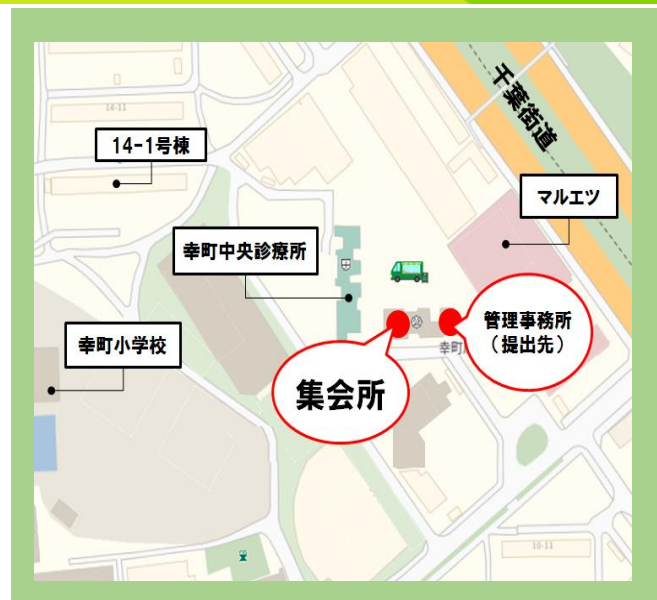 千葉街道
14-11
14-1号棟
マルエツ
幸町中央診療所
管理事務所
（提出先）
幸町
幸町小学校
集会所
10-11